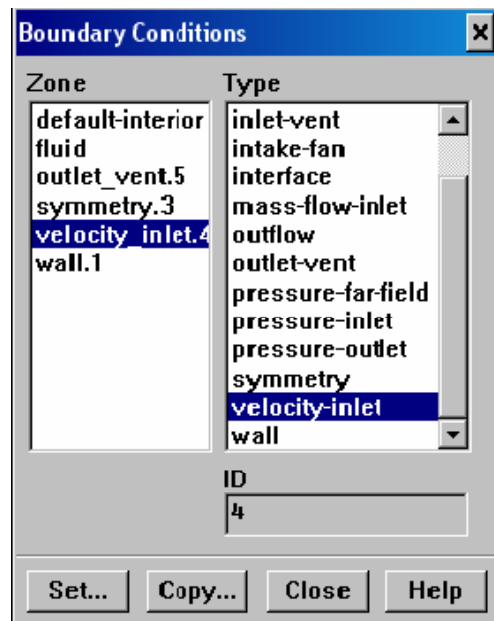 Boundary Conditions
Zone
default-interior
fluid
outlet_vent.5
symmetry.3
velocity_inlet.4
wall.1
Type
inlet-vent
intake-fan
interface
mass-flow-inlet
outflow
outlet-vent
pressure-far-field
pressure-inlet
pressure-outlet
symmetry
velocity-inlet
wall
ID
4
Set... Copy... Close Help